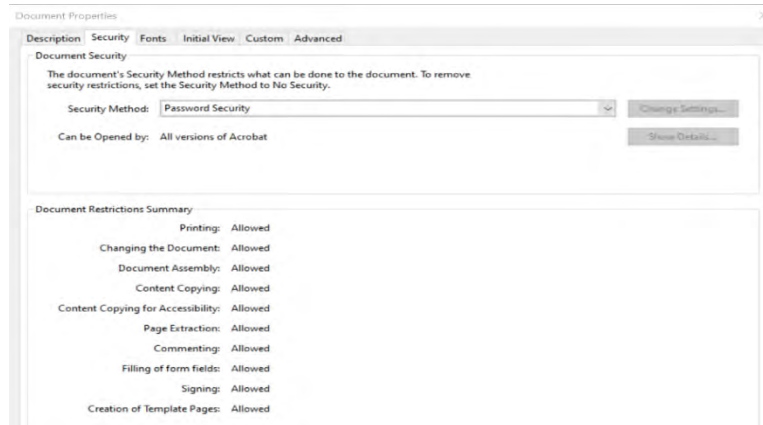 Document Properties
Description Security Fonts Initial View Custom Advanced
Document Security
The document's Security Method restricts what can be done to the document. To remove
security restrictions, set the Security Method to No Security.
Security Method: Password Security Change Settings...
Can be Opened by: All versions of Acrobat Show Details...
Document Restrictions Summary
Printing: Allowed
Changing the Document: Allowed
Document Assembly: Allowed
Content Copying: Allowed
Content Copying for Accessibility: Allowed
Page Extraction: Allowed
Commenting: Allowed
Filling of form fields: Allowed
Signing: Allowed
Creation of Template Pages: Allowed